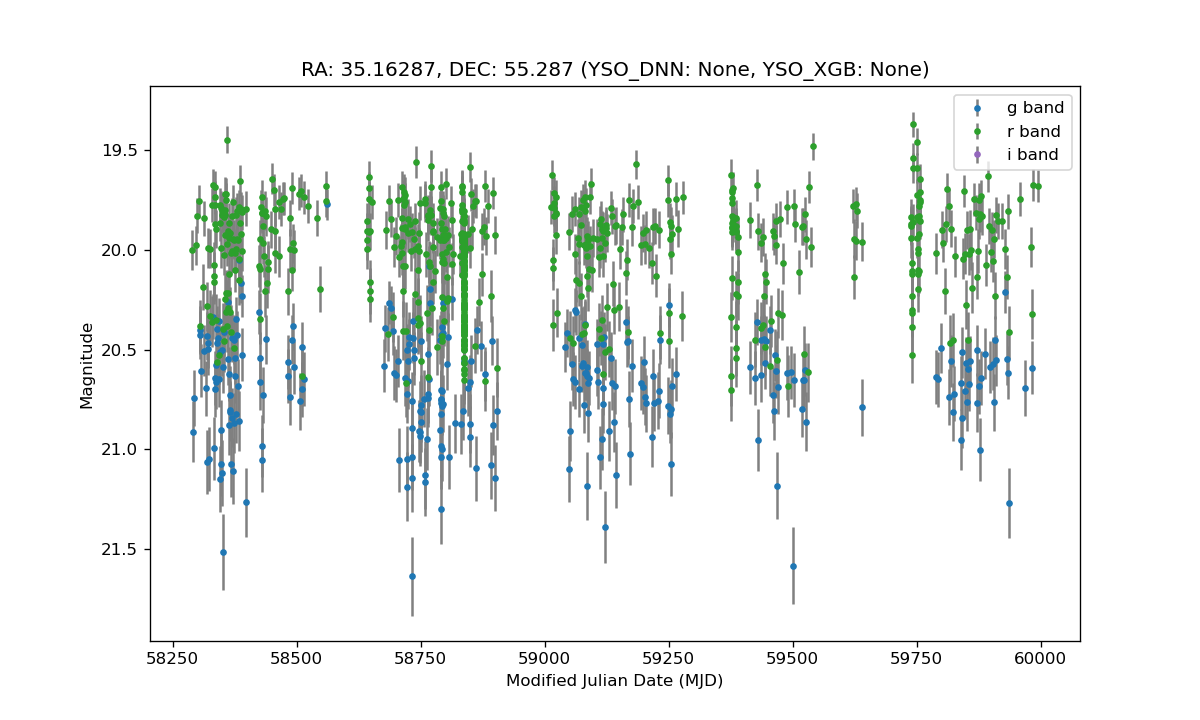 RA: 35.16287, DEC: 55.287 (YSO_DNN: None, YSO_XGB: None)
g band
r band
i band
19.5
20.0
20.5
21.0
21.5
Magnitude
58250 58500 58750 59000 59250 59500 59750 60000
Modified Julian Date (MJD)